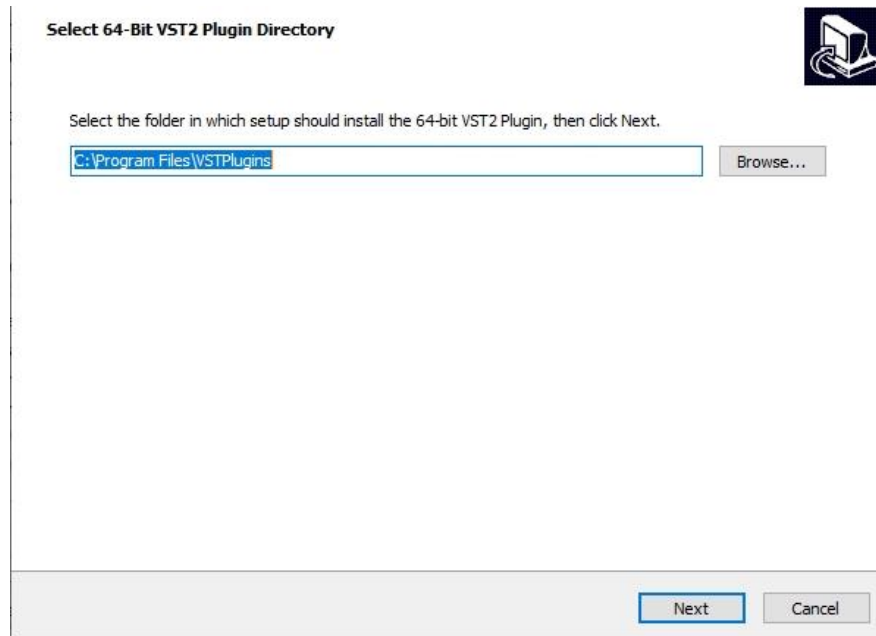 Select 64-Bit VST2 Plugin Directory
Select the folder in which setup should install the 64-bit VST2 Plugin, then click Next.
C:\Program Files\VSTPlugins
Browse...
Next
Cancel